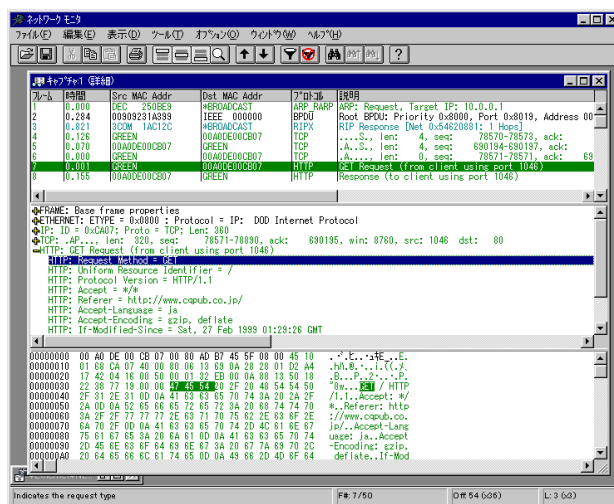 ネットワーク モニタ
ファイル(F) 編集(E) 表示(D) ツール(T) オプション(O) ウィンドウ(W) ヘルプ(H)
キャプチャ:1 (詳細)
フレーム 時間 Src MAC Addr Dst MAC Addr プロトコル 説明
1 0.000 DEC 250BE9 *BROADCAST ARP_RARP ARP: Request, Target IP: 10.0.0.1
2 0.284 00909231A399 IEEE 000000 BPDU Root BPDU: Priority 0x8000, Port 0x8019, Address 00
3 0.821 3COM 1AC12C *BROADCAST RIPX RIP Response [Net 0x54620881: 1 Hops]
4 0.126 GREEN 00A0DE00CB07 TCP ....S., len: 4, seq: 78570-78573, ack:
5 0.070 00A0DE00CB07 GREEN TCP .A..S., len: 4, seq: 690194-690197, ack:
6 0.000 GREEN 00A0DE00CB07 TCP .A...., len: 0, seq: 78571-78571, ack: 69
7 0.001 GREEN 00A0DE00CB07 HTTP GET Request (from client using port 1046)
8 0.155 00A0DE00CB07 GREEN HTTP Response (to client using port 1046)
FRAME: Base frame properties
ETHERNET: ETYPE = 0x0800 : Protocol = IP: DOD Internet Protocol
IP: ID = 0xCA07; Proto = TCP; Len: 360
TCP: .AP..., len: 320, seq: 78571-78890, ack: 690195, win: 8760, src: 1046 dst: 80
HTTP: GET Request (from client using port 1046)
HTTP: Request Method = GET
HTTP: Uniform Resource Identifier = /
HTTP: Protocol Version = HTTP/1.1
HTTP: Accept = */*
HTTP: Referer = http://www.cqpub.co.jp/
HTTP: Accept-Language = ja
HTTP: Accept-Encoding = gzip, deflate
HTTP: If-Modified-Since = Sat, 27 Feb 1999 01:29:26 GMT
00000000 00 A0 DE 00 CB 07 00 80 AD B7 45 5F 08 00 45 10
00000010 01 68 CA 07 40 00 80 06 13 69 0A 28 28 01 D2 A4 .h..@....i.((.
00000020 17 42 04 16 00 50 00 01 32 EB 00 0A 88 13 50 18 .B...P..2.....P.
00000030 22 38 77 19 00 00 47 45 54 20 2F 20 48 54 54 50 "8w...GET / HTTP
00000040 2F 31 2E 31 0D 0A 41 63 63 65 70 74 3A 20 2A 2F /1.1..Accept: */
00000050 2A 0D 0A 52 65 66 65 72 65 72 3A 20 68 74 74 70 *..Referer: http
00000060 3A 2F 2F 77 77 77 2E 63 71 70 75 62 2E 63 6F 2E ://www.cqpub.co.
00000070 6A 70 2F 0D 0A 41 63 63 65 70 74 2D 4C 61 6E 67 jp/..Accept-Lang
00000080 75 61 67 65 3A 20 6A 61 0D 0A 41 63 63 65 70 74 uage: ja..Accept
00000090 2D 45 6E 63 6F 64 69 6E 67 3A 20 67 7A 69 70 2C -Encoding: gzip,
000000A0 20 64 65 66 6C 61 74 65 0D 0A 49 66 2D 4D 6F 64 deflate..If-Mod
Indicates the request type F#: 7/50 Off: 54 (x36) L: 3 (x3)